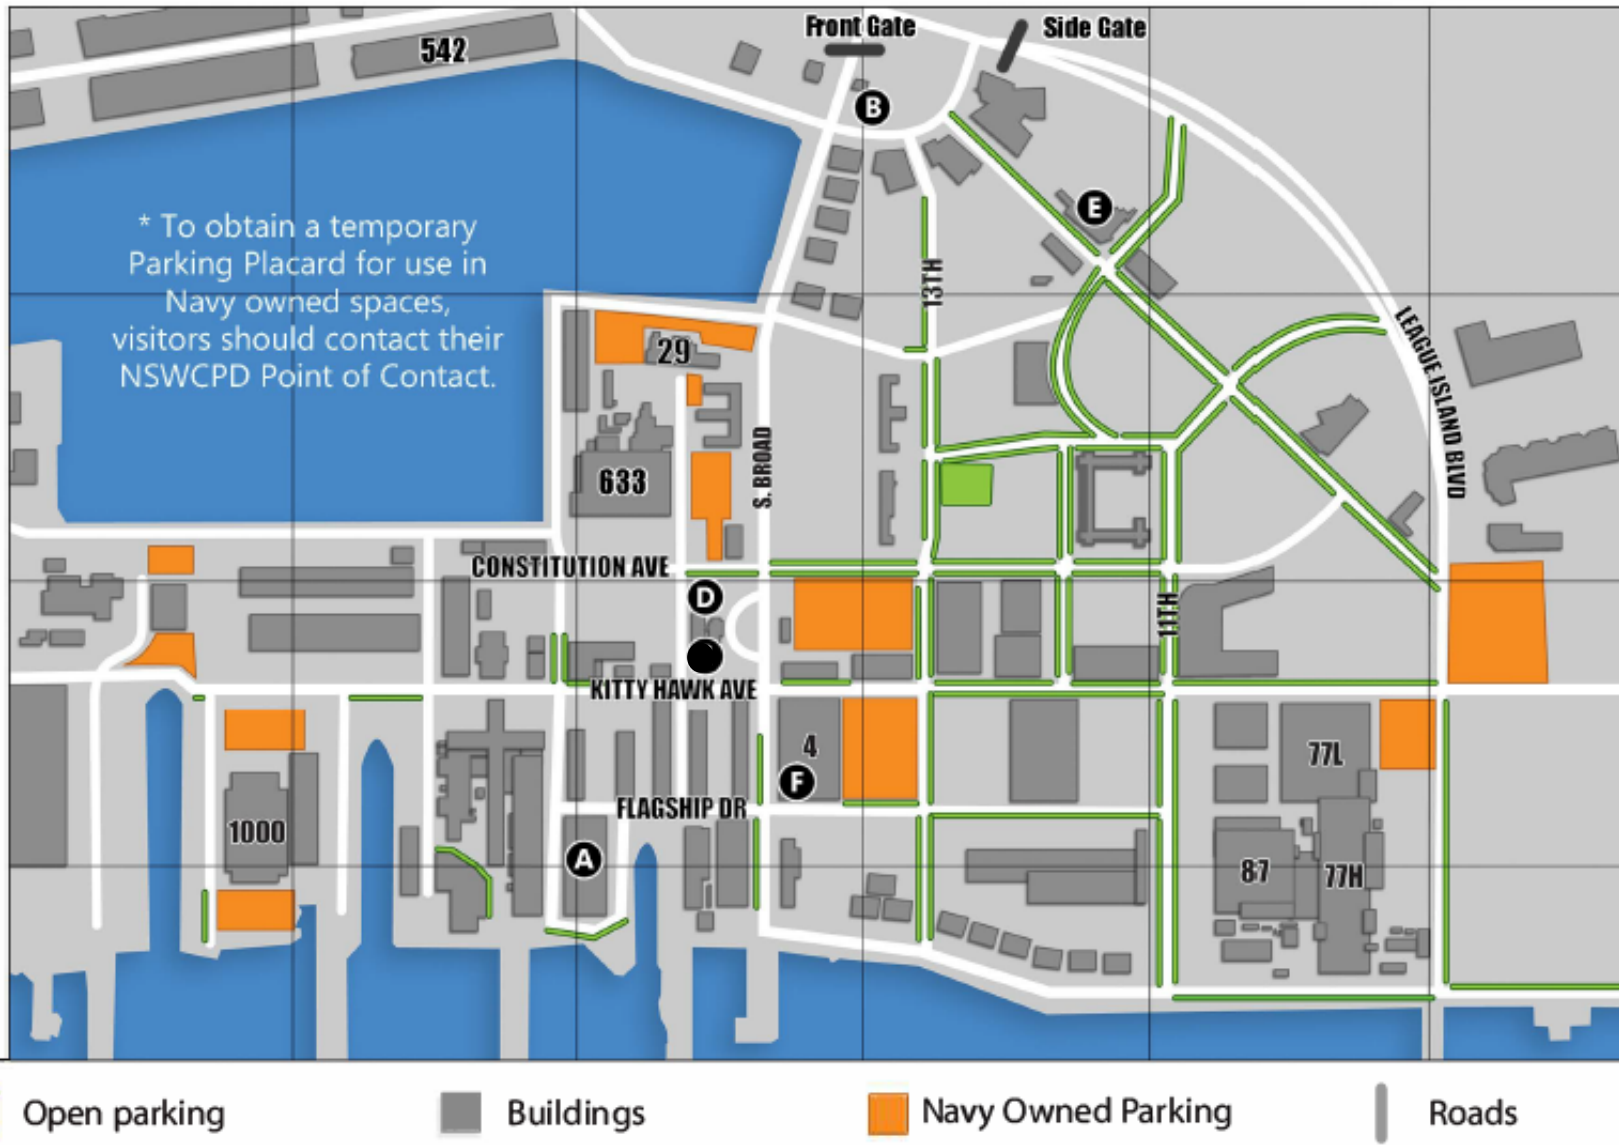 542
Front Gate
Side Gate
B
E
* To obtain a temporary
Parking Placard for use in
Navy owned spaces,
visitors should contact their
NSWCPD Point of Contact.
13TH
29
LEAGUE ISLAND BLVD
S. BROAD
633
CONSTITUTION AVE
D
11TH
KITTY HAWK AVE
4
F
77L
FLAGSHIP DR
1000
A
87
77H
Open parking
Buildings
Navy Owned Parking
Roads